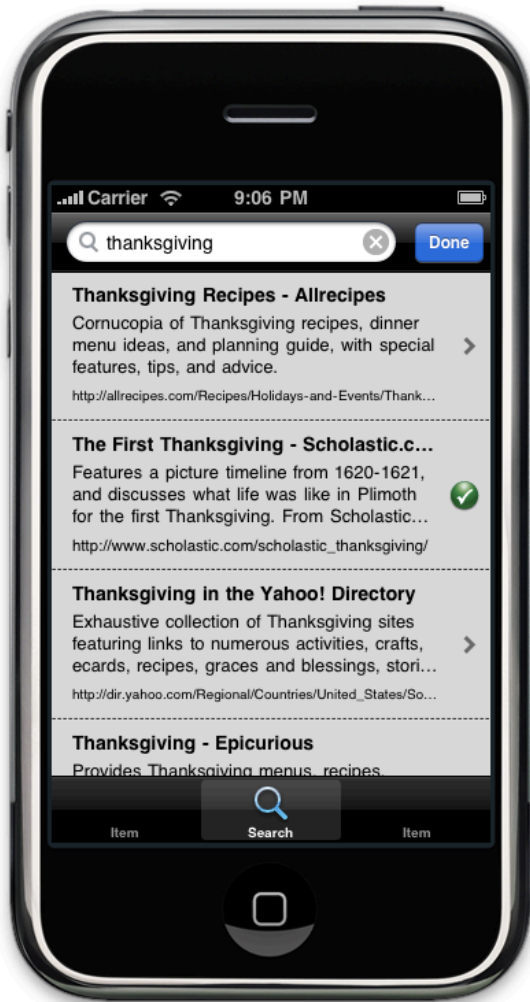 Carrier 9:06 PM
thanksgiving
Done
Thanksgiving Recipes - Allrecipes
Cornucopia of Thanksgiving recipes, dinner
menu ideas, and planning guide, with special
features, tips, and advice.
http://allrecipes.com/Recipes/Holidays-and-Events/Thank...
The First Thanksgiving - Scholastic.c...
Features a picture timeline from 1620-1621,
and discusses what life was like in Plimoth
for the first Thanksgiving. From Scholastic...
http://www.scholastic.com/scholastic_thanksgiving/
Thanksgiving in the Yahoo! Directory
Exhaustive collection of Thanksgiving sites
featuring links to numerous activities, crafts,
ecards, recipes, graces and blessings, stori...
http://dir.yahoo.com/Regional/Countries/United_States/So...
Thanksgiving - Epicurious
Provides Thanksgiving menus, recipes,
Item Search Item